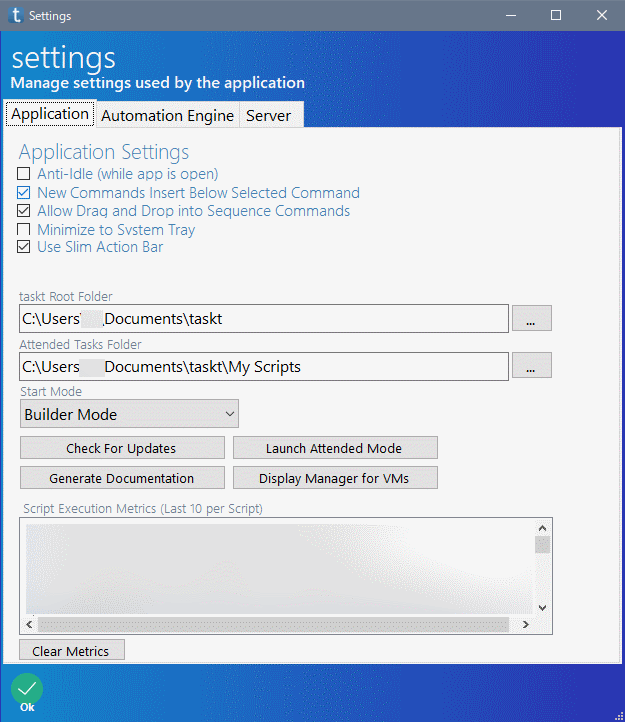 Settings
settings
Manage settings used by the application
Application Automation Engine Server
Application Settings
Anti-Idle (while app is open)
New Commands Insert Below Selected Command
Allow Drag and Drop into Sequence Commands
Minimize to System Tray
Use Slim Action Bar
taskt Root Folder
C:\Users\ Documents\taskt
...
Attended Tasks Folder
C:\Users Documents\taskt\My Scripts
...
Start Mode
Builder Mode
Check For Updates Launch Attended Mode
Generate Documentation Display Manager for VMs
Script Execution Metrics (Last 10 per Script)
Clear Metrics
Ok